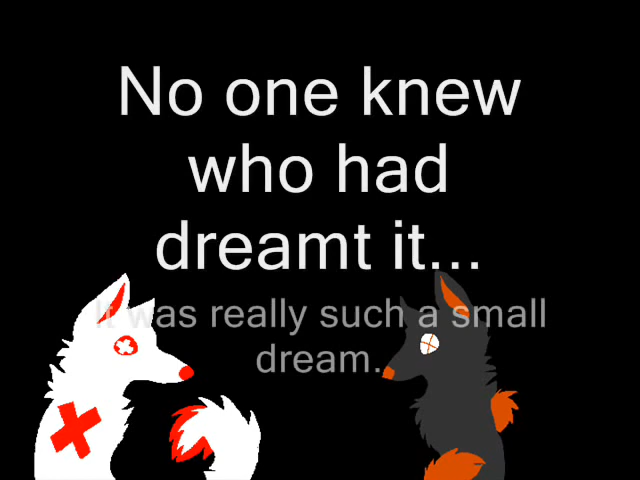 No one knew
who had
dreamt it...
It was really such a small
dream.